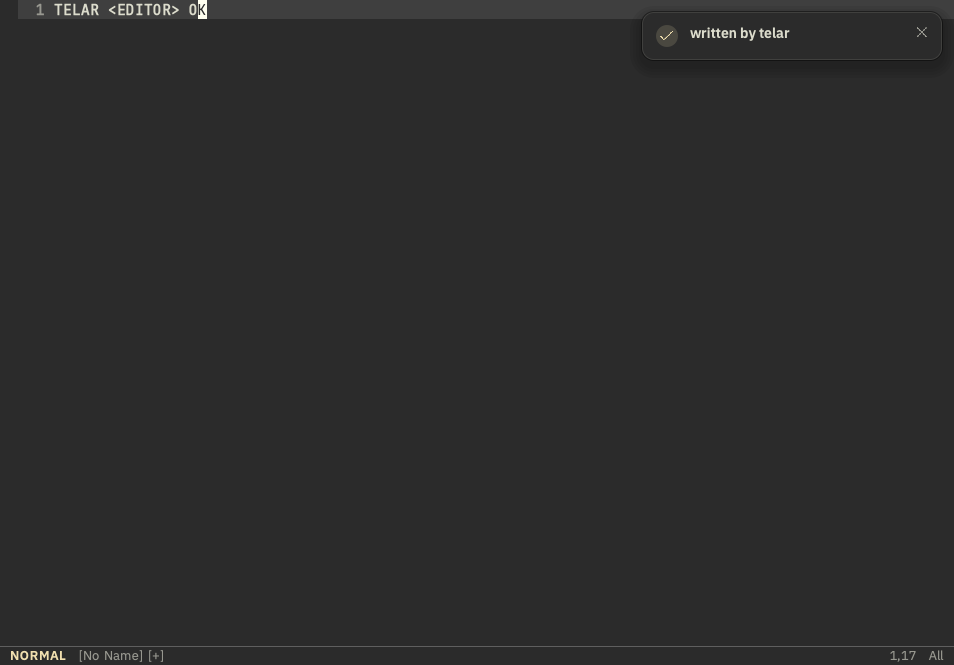 1 TELAR <EDITOR> OK
written by telar
NORMAL [No Name] [+] 1,17 All